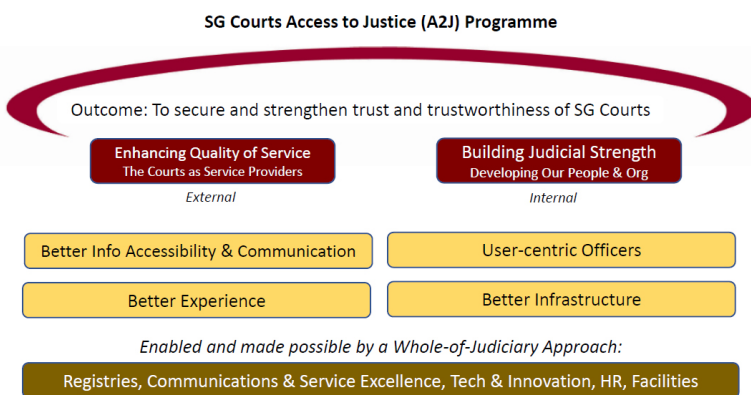 SG Courts Access to Justice (A2J) Programme
Outcome: To secure and strengthen trust and trustworthiness of SG Courts
Enhancing Quality of Service
The Courts as Service Providers
External
Building Judicial Strength
Developing Our People & Org
Internal
Better Info Accessibility & Communication
User-centric Officers
Better Experience
Better Infrastructure
Enabled and made possible by a Whole-of-Judiciary Approach:
Registries, Communications & Service Excellence, Tech & Innovation, HR, Facilities